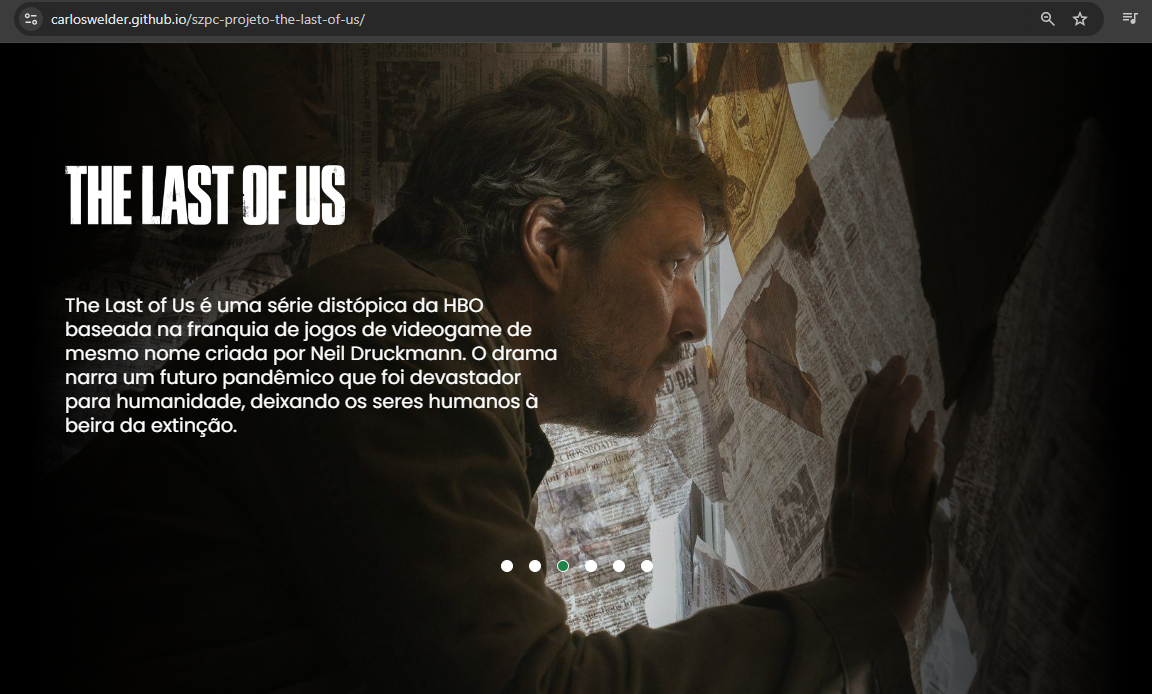 carloswelder.github.io/szpc-projeto-the-last-of-us/
THE LAST OF US
The Last of Us é uma série distópica da HBO
baseada na franquia de jogos de videogame de
mesmo nome criada por Neil Druckmann. O drama
narra um futuro pandêmico que foi devastador
para humanidade, deixando os seres humanos à
beira da extinção.